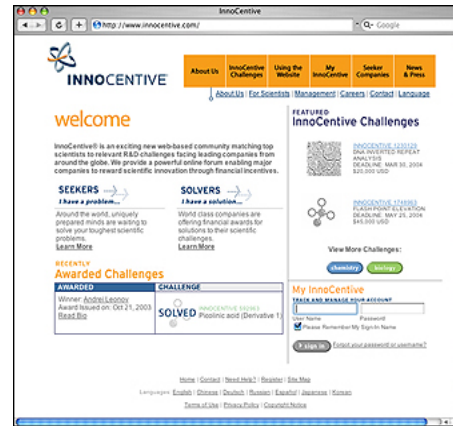 InnoCentive
http://www.innocentive.com/
Q- Google
INNOCENTIVE
About Us
InnoCentive Challenges
Using the Website
My InnoCentive
Seeker Companies
News & Press
About Us | For Scientists | Management | Careers | Contact | Language
welcome
InnoCentive® is an exciting new web-based community matching top
scientists to relevant R&D challenges facing leading companies from
around the globe. We provide a powerful online forum enabling major
companies to reward scientific innovation through financial incentives.
SEEKERS
I have a problem...
Around the world, uniquely
prepared minds are waiting to
solve your toughest scientific
problems.
Learn More
SOLVERS
I have a solution...
World class companies are
offering financial awards for
solutions to their scientific
challenges.
Learn More
RECENTLY
Awarded Challenges
AWARDED
CHALLENGE
Winner: Andrei Leonov
Award Issued on: Oct 21, 2003
Read Bio
SOLVED
INNOCENTIVE
Picolinic acid (Derivative 1)
FEATURED
InnoCentive Challenges
INNOCENTIVE
DNA INVERTED REPEAT
ANALYSIS
DEADLINE: MAR 30, 2004
$20,000 USD
INNOCENTIVE
FLASH POINT ELEVATION
DEADLINE: MAY 25, 2004
$45,000 USD
View More Challenges:
chemistry
biology
My InnoCentive
TRACK AND MANAGE YOUR ACCOUNT
User Name
Password
Please Remember My Sign-In Name
sign in
Forgot your password or username?
Home | Contact | Need Help? | Register | Site Map
Languages: English | Chinese | Deutsch | Russian | Español | Japanese | Korean
Terms of Use | Privacy Policy | Copyright Notice